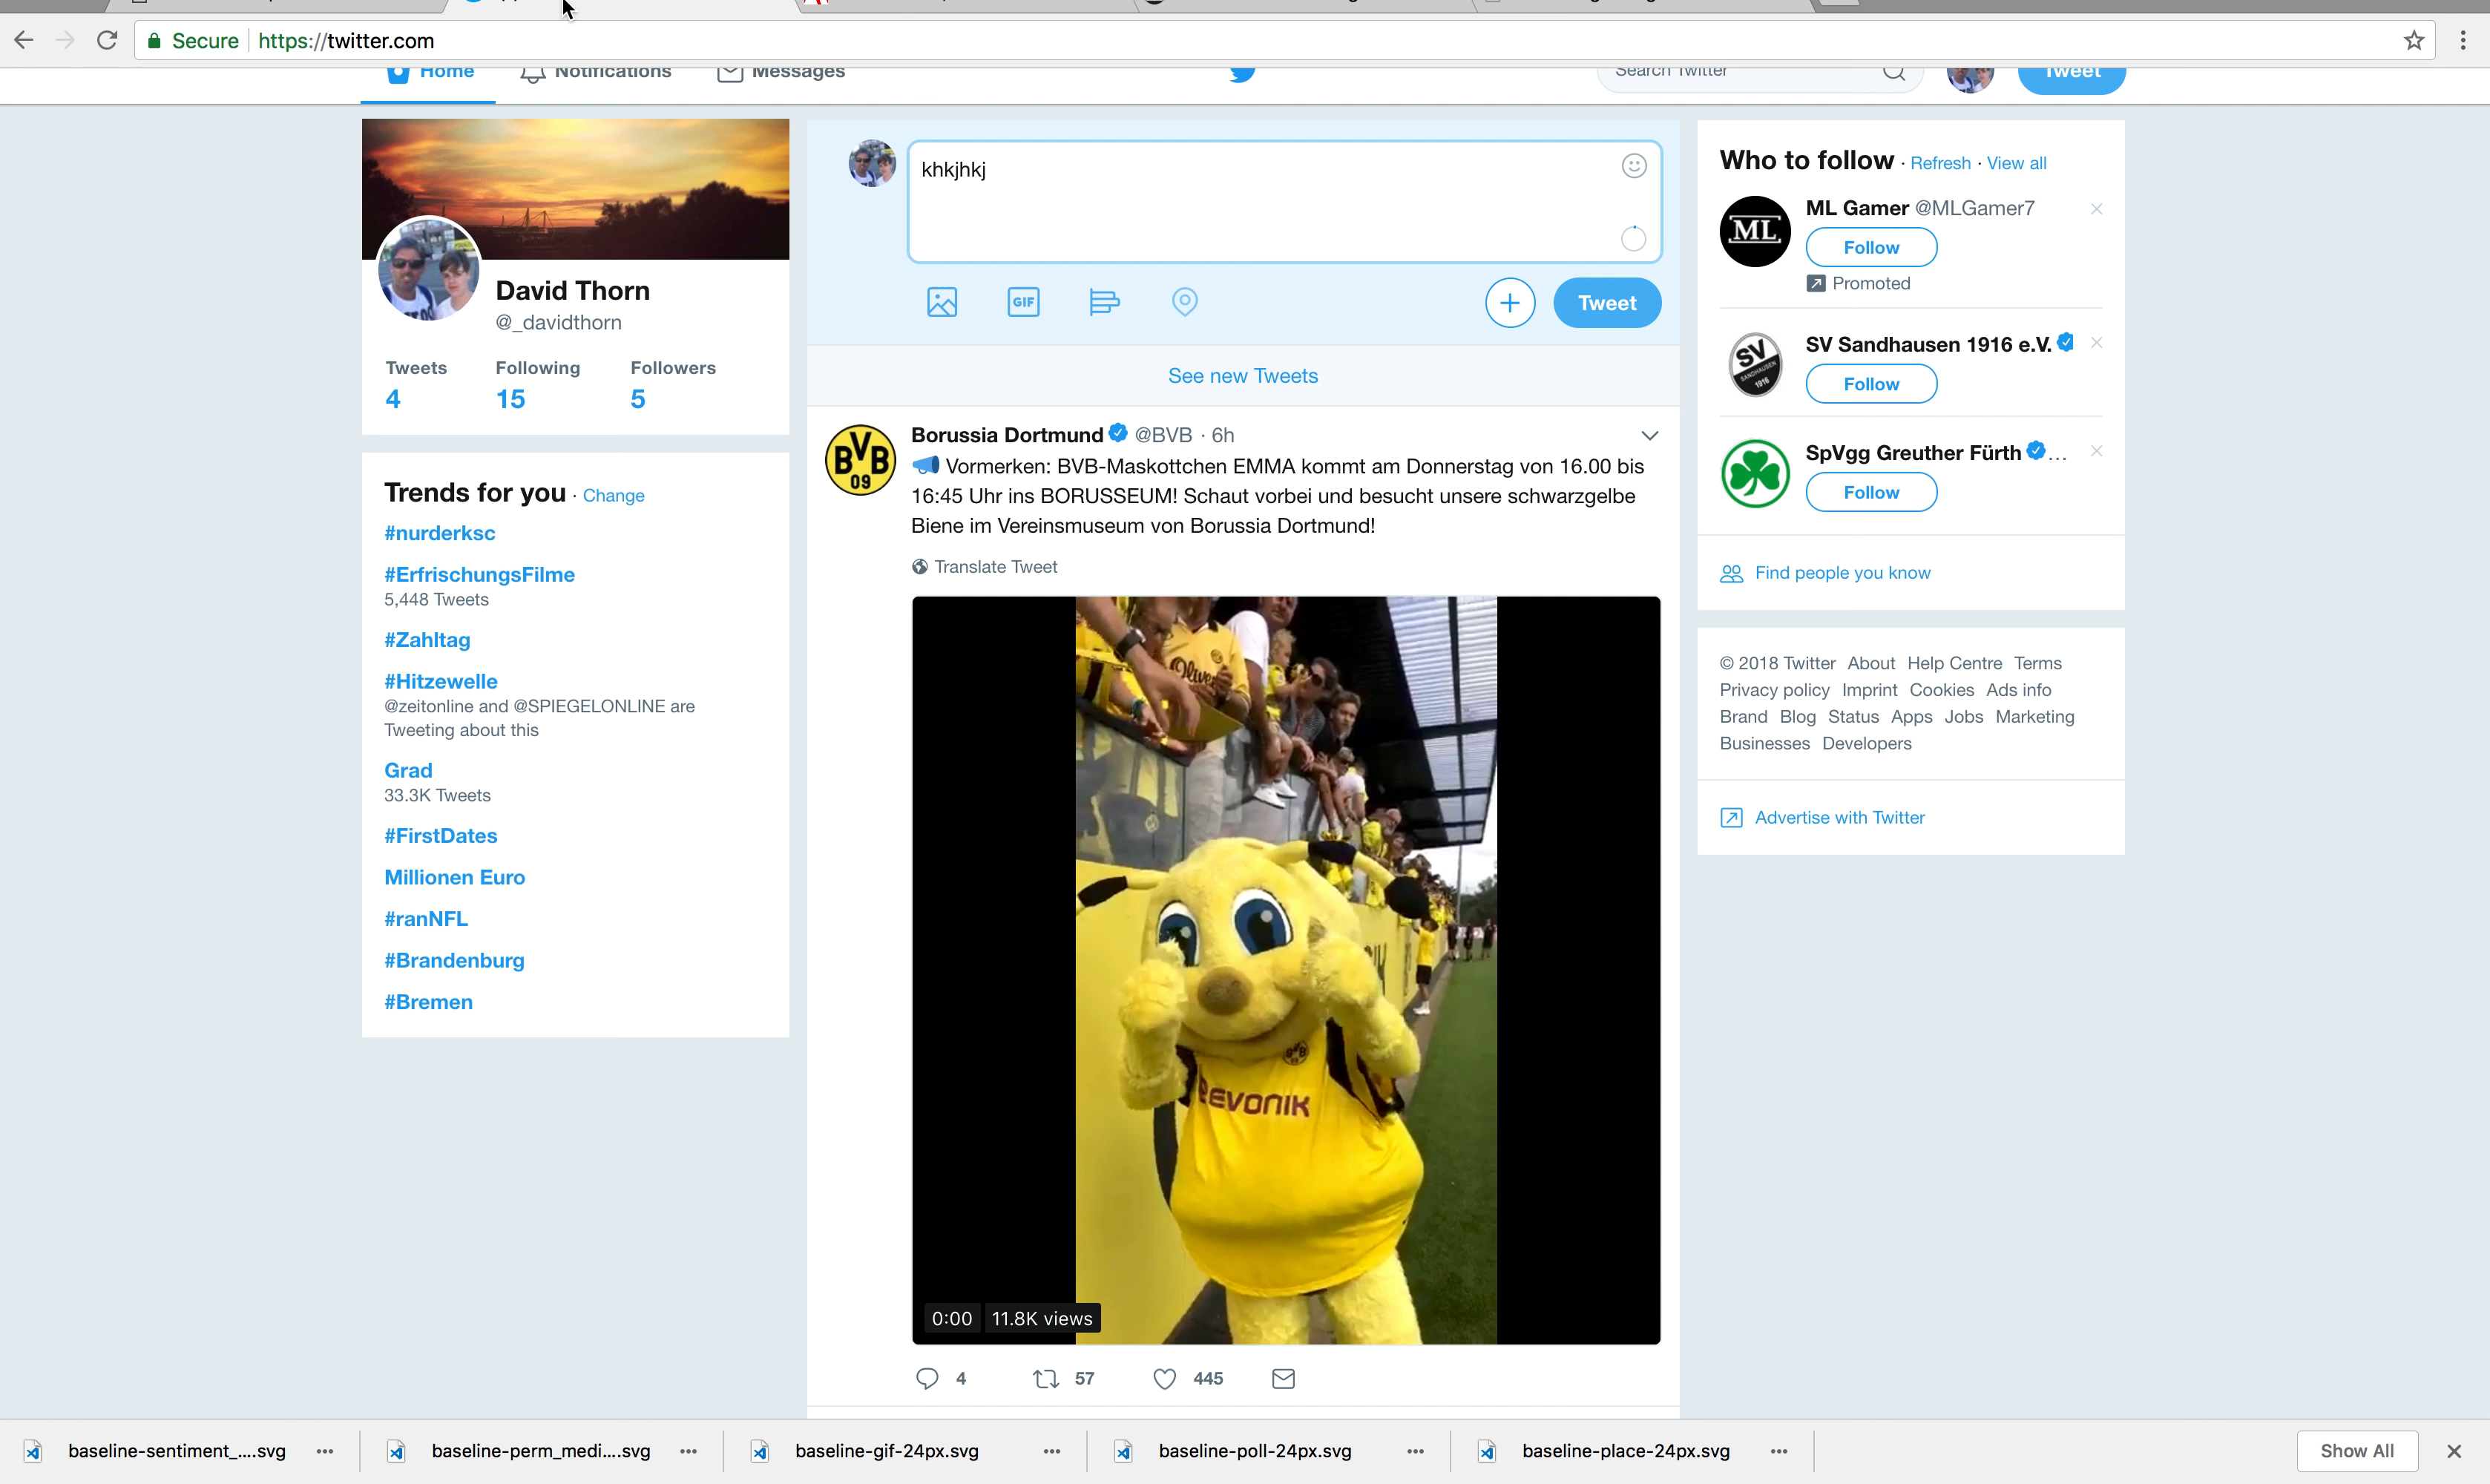 Secure https://twitter.com
Home Notifications Messages Search Twitter Tweet
David Thorn
@_davidthorn
Tweets Following Followers
4 15 5
Trends for you · Change
#nurderksc
#ErfrischungsFilme
5,448 Tweets
#Zahltag
#Hitzewelle
@zeitonline and @SPIEGELONLINE are
Tweeting about this
Grad
33.3K Tweets
#FirstDates
Millionen Euro
#ranNFL
#Brandenburg
#Bremen
khkjhkj
GIF
Tweet
See new Tweets
BVB
09
Borussia Dortmund @BVB · 6h
Vormerken: BVB-Maskottchen EMMA kommt am Donnerstag von 16.00 bis
16:45 Uhr ins BORUSSEUM! Schaut vorbei und besucht unsere schwarzgelbe
Biene im Vereinsmuseum von Borussia Dortmund!
Translate Tweet
EVONIK
0:00 11.8K views
4 57 445
Who to follow · Refresh · View all
ML
ML Gamer @MLGamer7
Follow
Promoted
SV
SANDHAUSEN
1916
SV Sandhausen 1916 e.V.
Follow
SpVgg Greuther Fürth ...
Follow
Find people you know
© 2018 Twitter About Help Centre Terms
Privacy policy Imprint Cookies Ads info
Brand Blog Status Apps Jobs Marketing
Businesses Developers
Advertise with Twitter
baseline-sentiment_....svg
baseline-perm_medi....svg
baseline-gif-24px.svg
baseline-poll-24px.svg
baseline-place-24px.svg
Show All